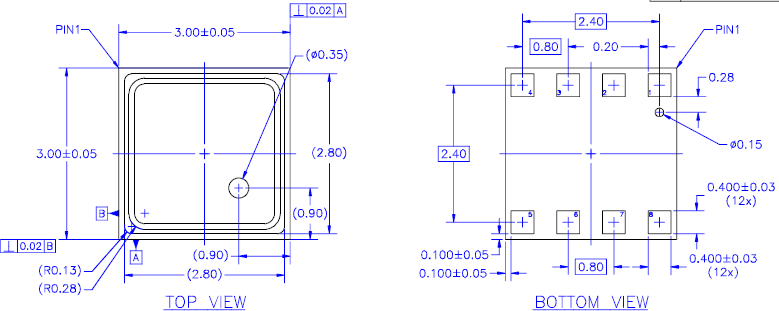 ⊥ 0.02 A
PIN1
3.00±0.05
(ø0.35)
3.00±0.05
(2.80)
B
(0.90)
⊥ 0.02 B
A
(R0.13)
(0.90)
(R0.28)
(2.80)
TOP VIEW
2.40
PIN1
0.80
0.20
0.28
4
3
2
1
2.40
ø0.15
0.400±0.03
(12x)
5
6
7
8
0.100±0.05
0.400±0.03
(12x)
0.100±0.05
0.80
BOTTOM VIEW